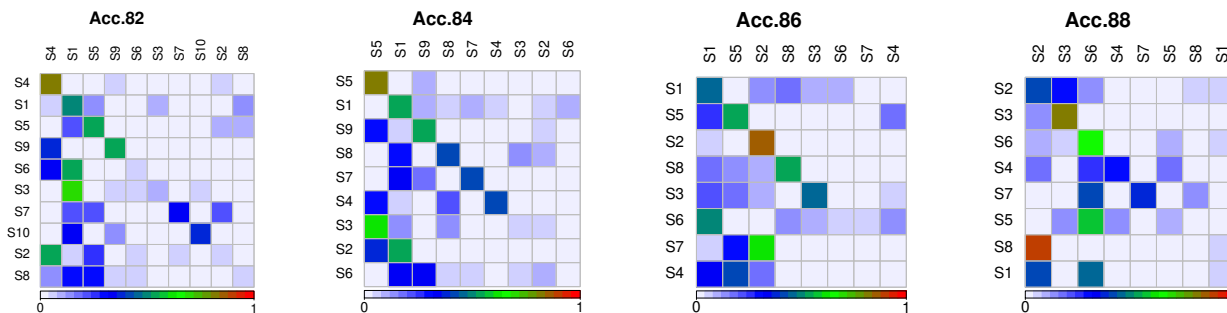 Acc.82
S4 S1 S5 S9 S6 S3 S7 S10 S2 S8
S4
S1
S5
S9
S6
S3
S7
S10
S2
S8
0 1
Acc.84
S5 S1 S9 S8 S7 S4 S3 S2 S6
S5
S1
S9
S8
S7
S4
S3
S2
S6
0 1
Acc.86
S1 S5 S2 S8 S3 S6 S7 S4
S1
S5
S2
S8
S3
S6
S7
S4
0 1
Acc.88
S2 S3 S6 S4 S7 S5 S8 S1
S2
S3
S6
S4
S7
S5
S8
S1
0 1